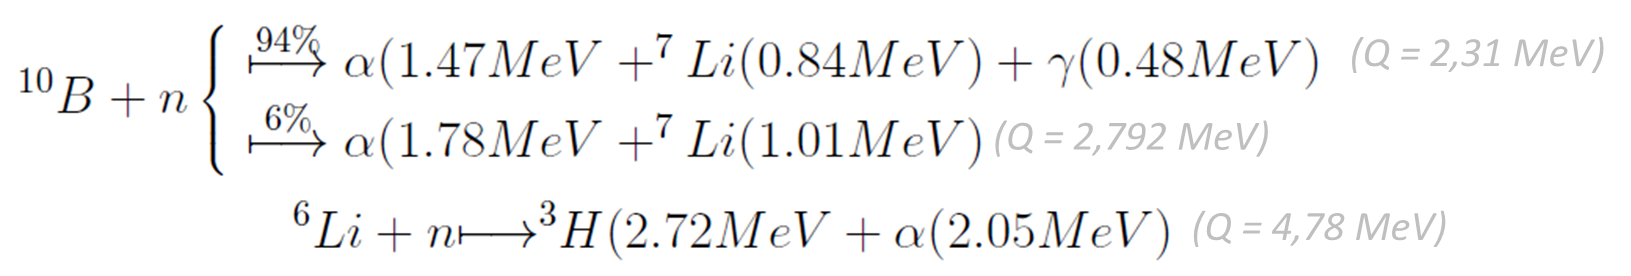 94% α(1.47MeV +⁷ Li(0.84MeV) + γ(0.48MeV) (Q = 2,31 MeV)
¹⁰B + n { ⟼
6% α(1.78MeV +⁷ Li(1.01MeV) (Q = 2,792 MeV)
⁶Li + n⟼³H(2.72MeV + α(2.05MeV) (Q = 4,78 MeV)